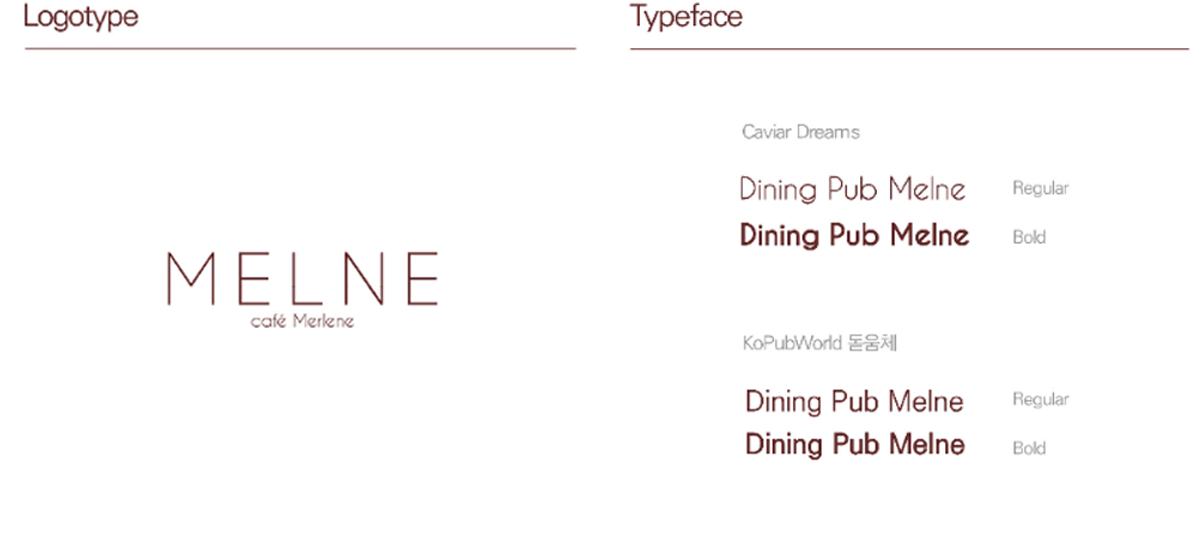 Logotype
MELNE
café Merlene
Typeface
Caviar Dreams
Dining Pub Melne Regular
Dining Pub Melne Bold
KoPubWorld 돋움체
Dining Pub Melne Regular
Dining Pub Melne Bold